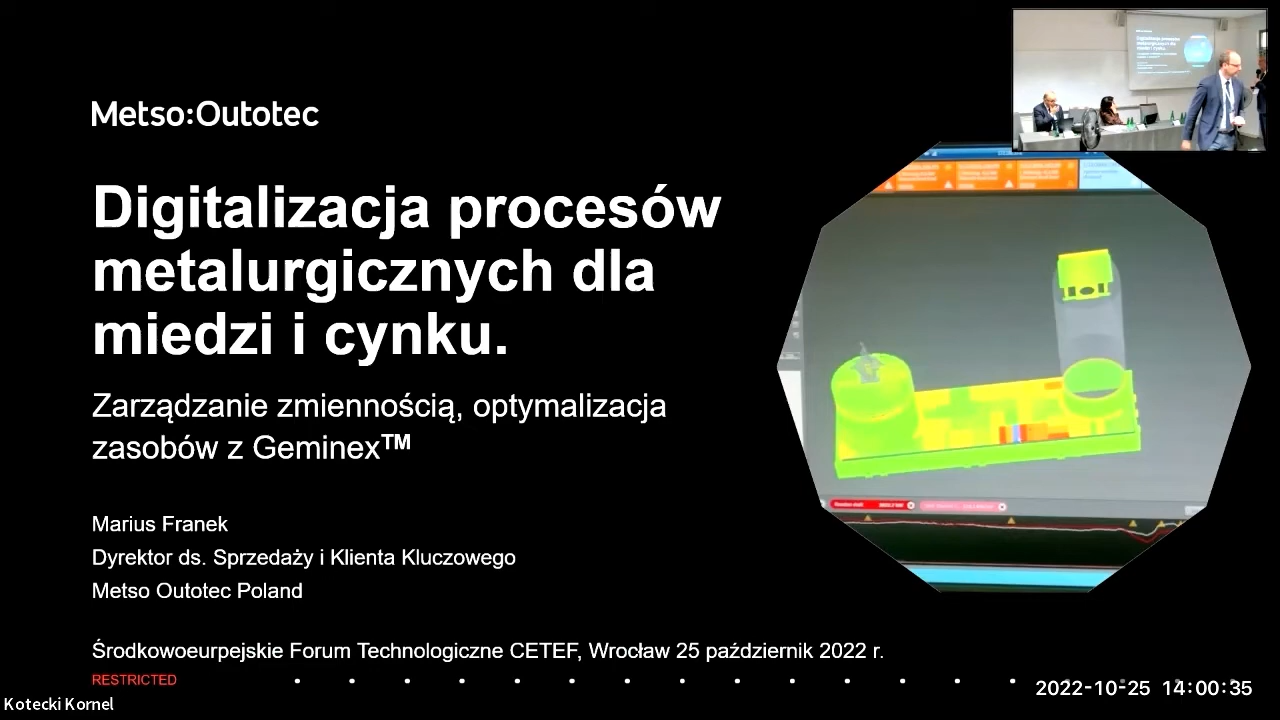 Metso:Outotec
Digitalizacja procesów
metalurgicznych dla
miedzi i cynku.
Zarządzanie zmiennością, optymalizacja
zasobów z Geminex™
Marius Franek
Dyrektor ds. Sprzedaży i Klienta Kluczowego
Metso Outotec Poland
Środkowoeurpejskie Forum Technologiczne CETEF, Wrocław 25 październik 2022 r.
RESTRICTED
2022-10-25 14:00:35
Kotecki Kornel